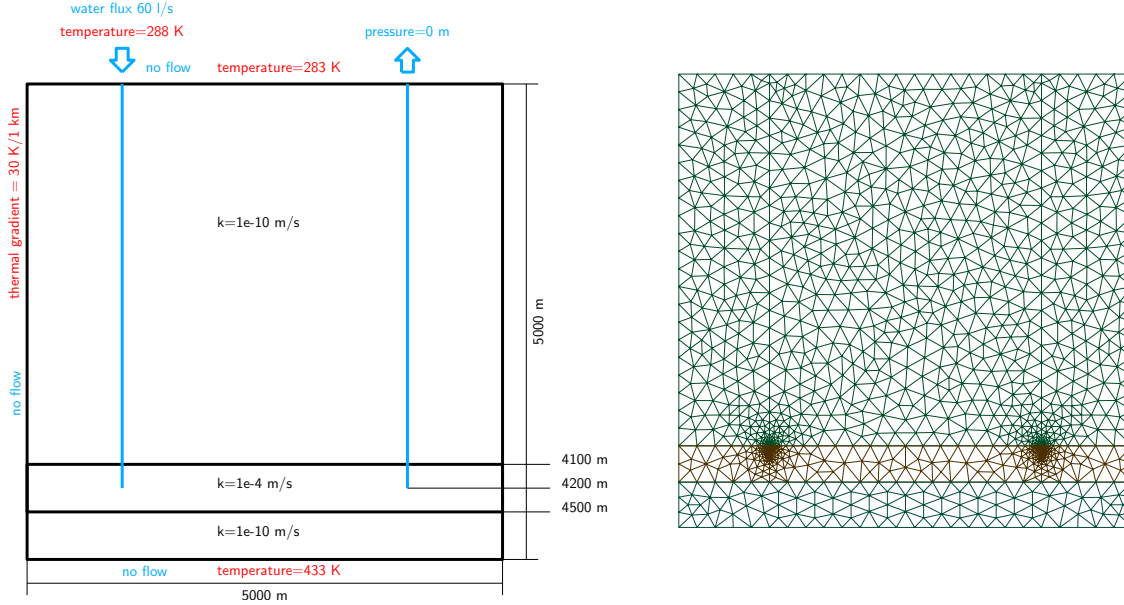 water flux 60 l/s
temperature=288 K
pressure=0 m
no flow
temperature=283 K
thermal gradient = 30 K/1 km
no flow
k=1e-10 m/s
5000 m
4100 m
k=1e-4 m/s
4200 m
4500 m
k=1e-10 m/s
no flow
temperature=433 K
5000 m